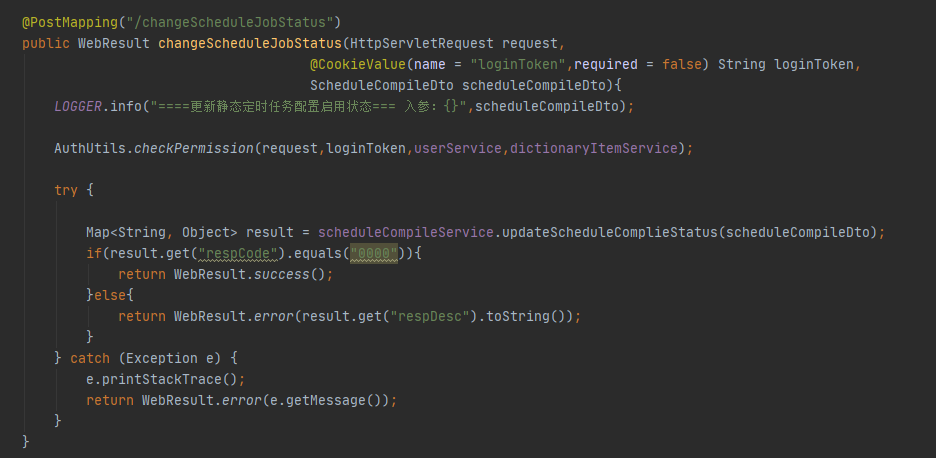 @PostMapping("/changeScheduleJobStatus")
public WebResult changeScheduleJobStatus(HttpServletRequest request,
@CookieValue(name = "loginToken",required = false) String loginToken,
ScheduleCompileDto scheduleCompileDto){
LOGGER.info("====更新静态定时任务配置启用状态=== 入参: {}",scheduleCompileDto);
AuthUtils.checkPermission(request,loginToken,userService,dictionaryItemService);
try {
Map<String, Object> result = scheduleCompileService.updateScheduleComplieStatus(scheduleCompileDto);
if(result.get("respCode").equals("0000")){
return WebResult.success();
}else{
return WebResult.error(result.get("respDesc").toString());
}
} catch (Exception e) {
e.printStackTrace();
return WebResult.error(e.getMessage());
}
}